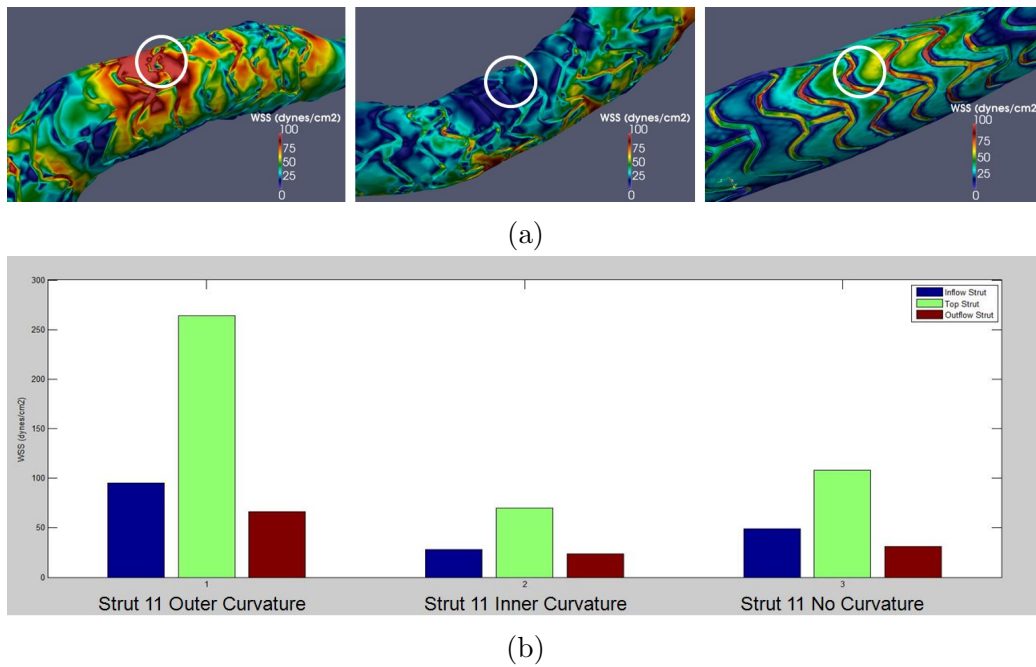 WSS (dynes/cm2)
100
75
50
25
0
WSS (dynes/cm2)
100
75
50
25
0
WSS (dynes/cm2)
100
75
50
25
0
(a)
300
250
200
150
100
50
0
WSS (dynes/cm2)
Inflow Strut
Top Strut
Outflow Strut
1
2
3
Strut 11 Outer Curvature
Strut 11 Inner Curvature
Strut 11 No Curvature
(b)